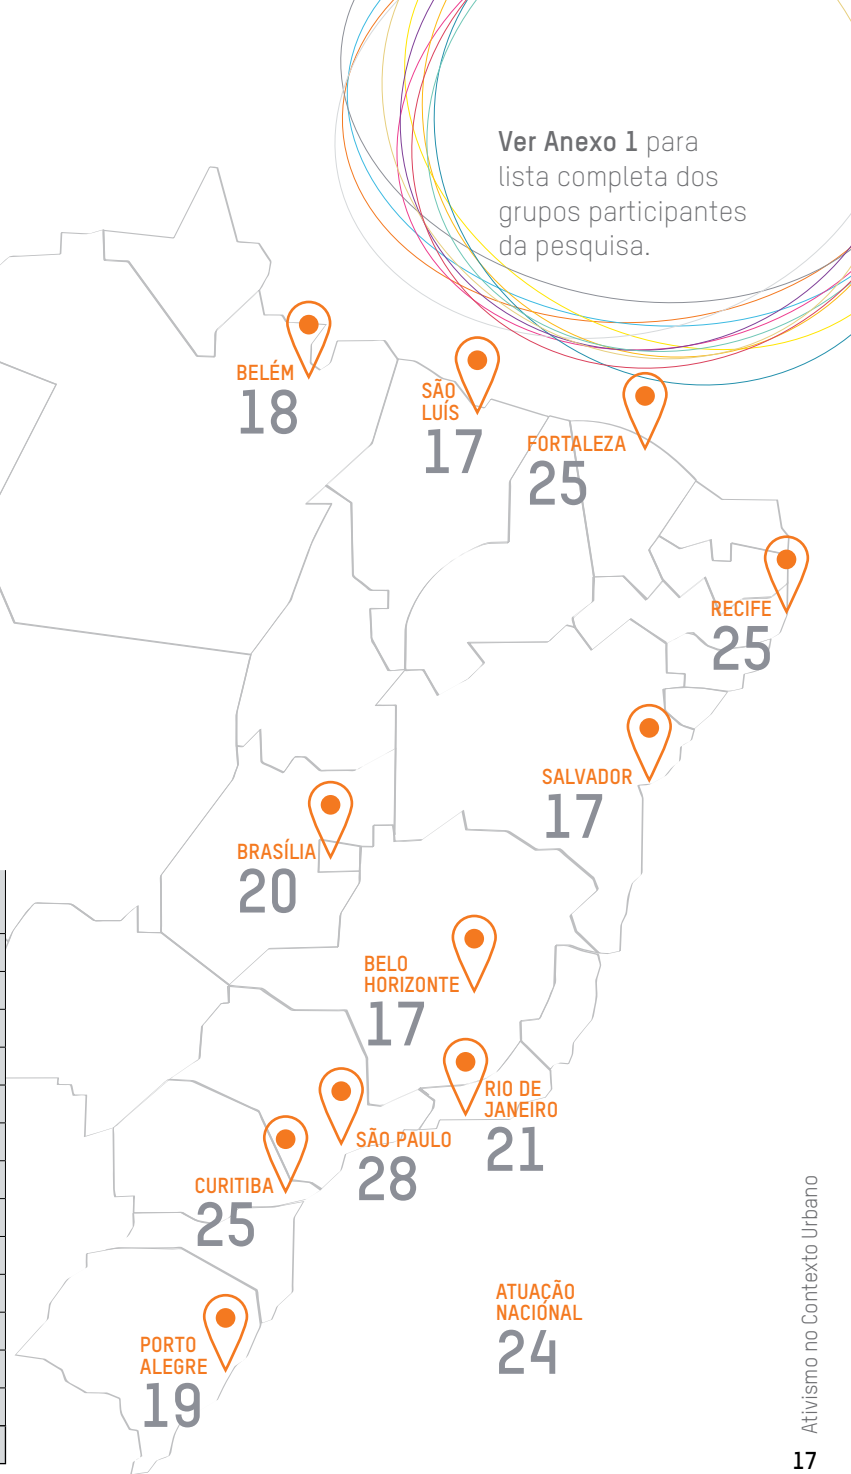 Ver Anexo 1 para
lista completa dos
grupos participantes
da pesquisa.
BELÉM
18
SÃO
LUÍS
17
FORTALEZA
25
RECIFE
25
SALVADOR
17
BRASÍLIA
20
BELO
HORIZONTE
17
RIO DE
JANEIRO
21
SÃO PAULO
28
CURITIBA
25
ATUAÇÃO
NACIONAL
24
PORTO
ALEGRE
19
Ativismo no Contexto Urbano
17